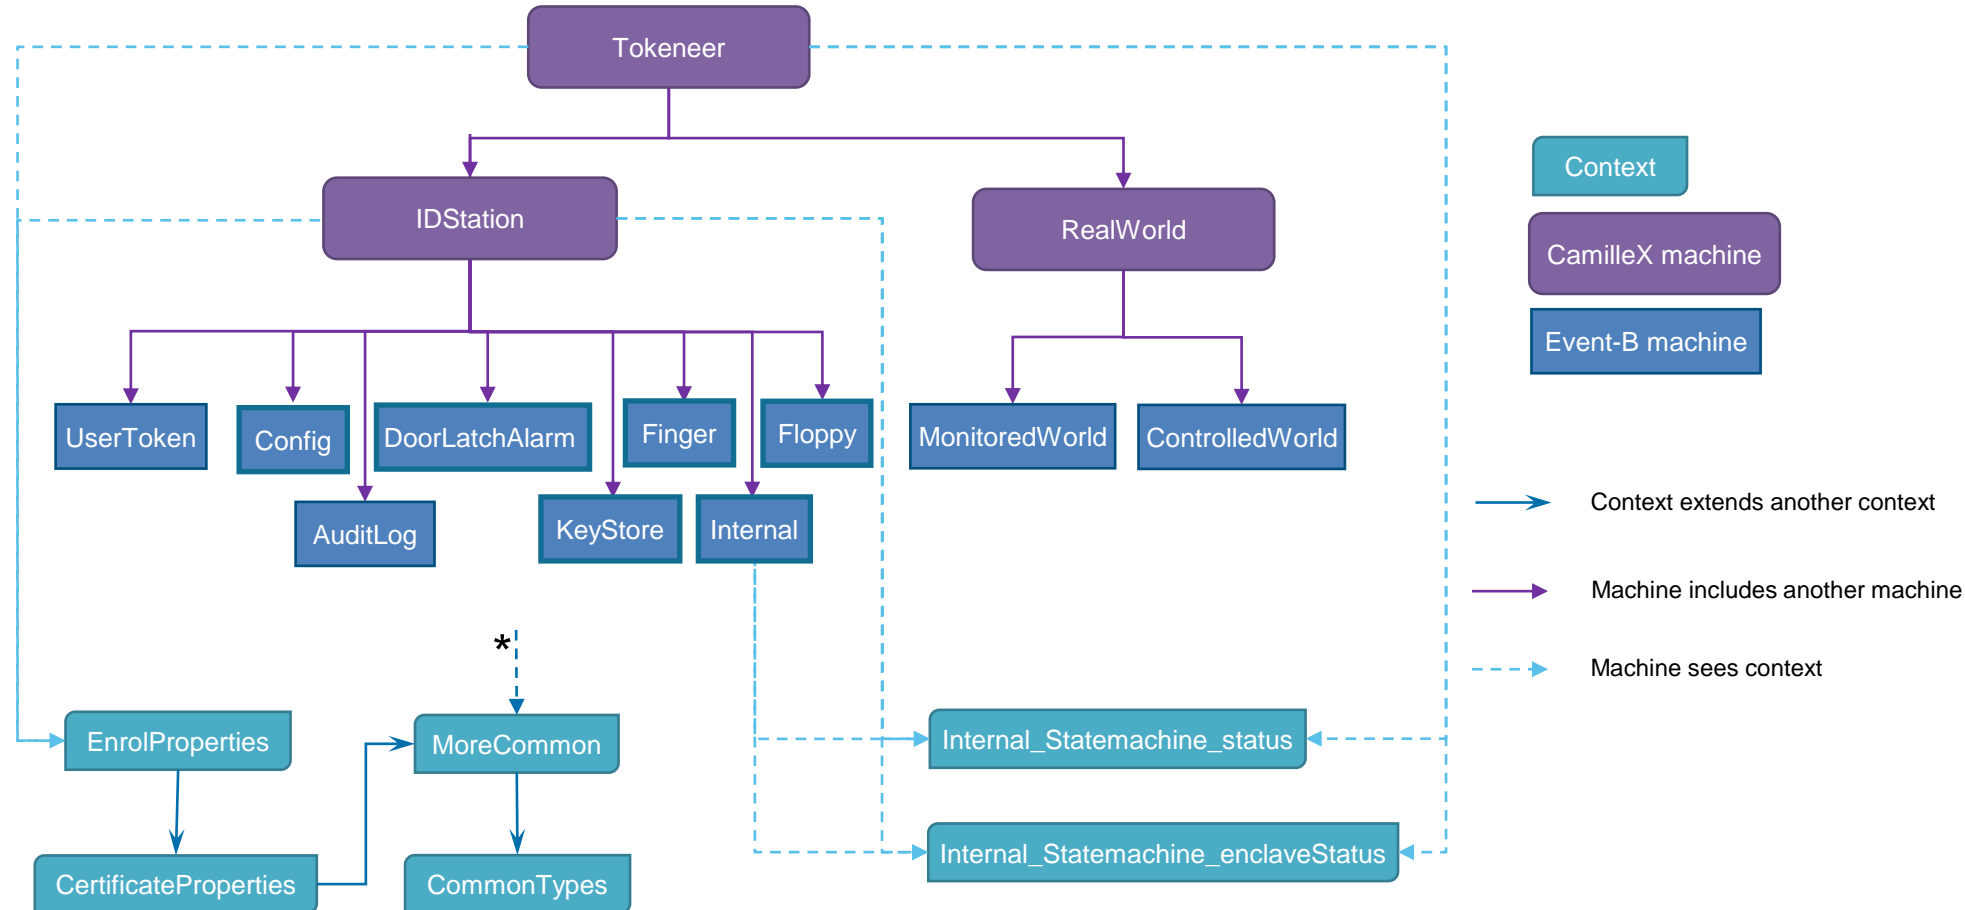 Tokeneer
Context
IDStation
RealWorld
CamilleX machine
Event-B machine
UserToken
Config
DoorLatchAlarm
Finger
Floppy
MonitoredWorld
ControlledWorld
AuditLog
KeyStore
Internal
Context extends another context
Machine includes another machine
*
Machine sees context
EnrolProperties
MoreCommon
Internal_Statemachine_status
CertificateProperties
CommonTypes
Internal_Statemachine_enclaveStatus